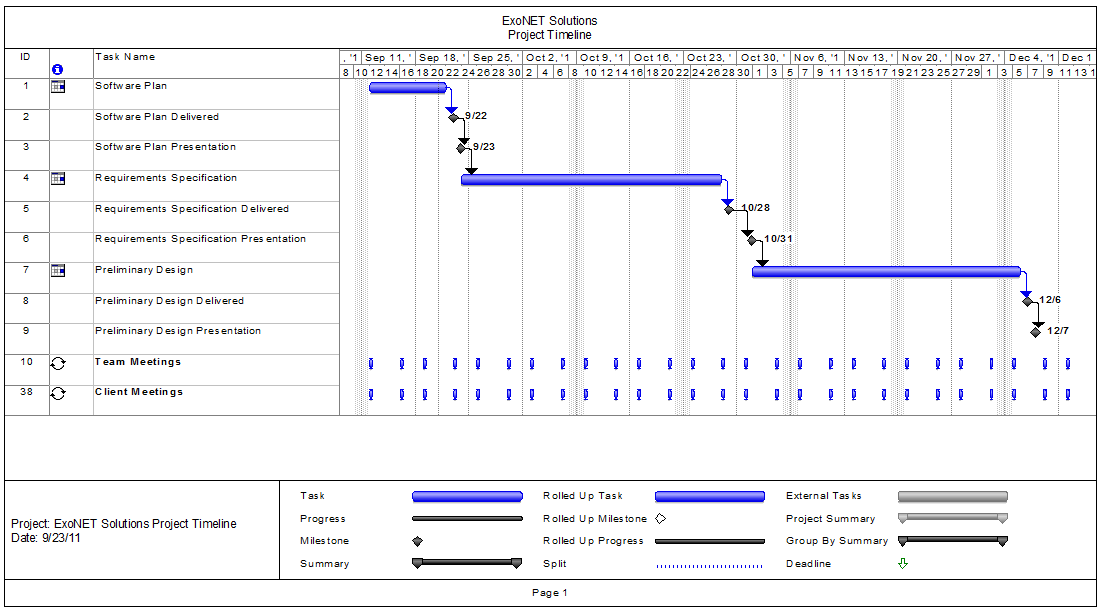 ExoNET Solutions
Project Timeline
ID Task Name , '1 Sep 11, ' Sep 18, ' Sep 25, ' Oct 2, '1 Oct 9, '1 Oct 16, ' Oct 23, ' Oct 30, ' Nov 6, '1 Nov 13, ' Nov 20, ' Nov 27, ' Dec 4, '1 Dec 1
8 10 12 14 16 18 20 22 24 26 28 30 2 4 6 8 10 12 14 16 18 20 22 24 26 28 30 1 3 5 7 9 11 13 15 17 19 21 23 25 27 29 1 3 5 7 9 11 13 1
1 Software Plan
2 Software Plan Delivered 9/22
3 Software Plan Presentation 9/23
4 Requirements Specification
5 Requirements Specification Delivered 10/28
6 Requirements Specification Presentation 10/31
7 Preliminary Design
8 Preliminary Design Delivered 12/6
9 Preliminary Design Presentation 12/7
10 Team Meetings
38 Client Meetings
Project: ExoNET Solutions Project Timeline
Date: 9/23/11
Task Rolled Up Task External Tasks
Progress Rolled Up Milestone Project Summary
Milestone Rolled Up Progress Group By Summary
Summary Split Deadline
Page 1